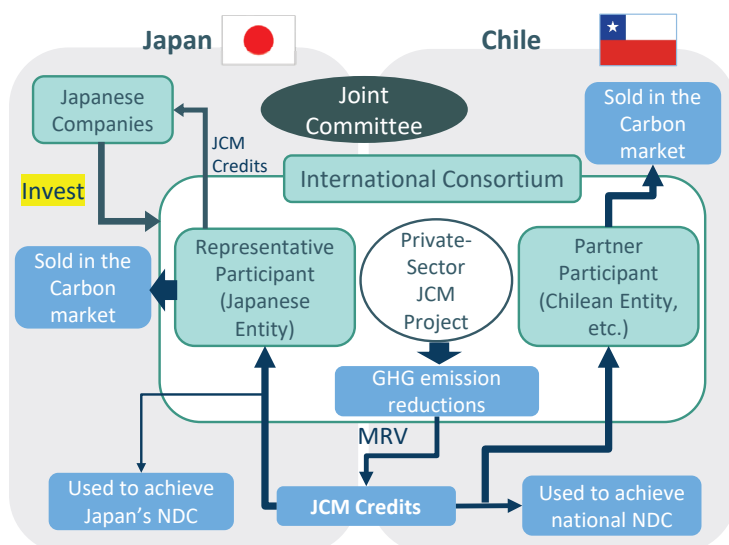 Japan
Chile
Japanese
Companies
Joint
Committee
Sold in the
Carbon
market
JCM
Credits
International Consortium
Invest
Representative
Participant
(Japanese
Entity)
Private-
Sector
JCM
Project
Partner
Participant
(Chilean Entity,
etc.)
Sold in the
Carbon
market
GHG emission
reductions
MRV
Used to achieve
Japan's NDC
JCM Credits
Used to achieve
national NDC